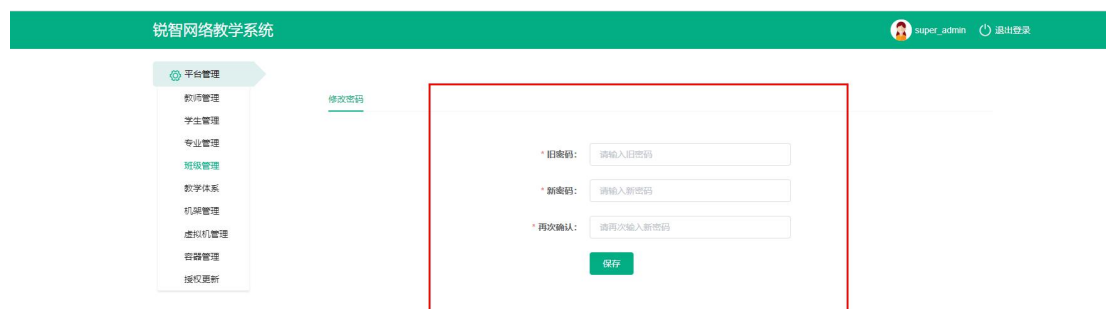 锐智网络教学系统
super_admin 退出登录
平台管理
教师管理
学生管理
专业管理
班级管理
教学体系
机架管理
虚拟机管理
容器管理
授权更新
修改密码
* 旧密码: 请输入旧密码
* 新密码: 请输入新密码
* 再次确认: 请再次输入新密码
保存